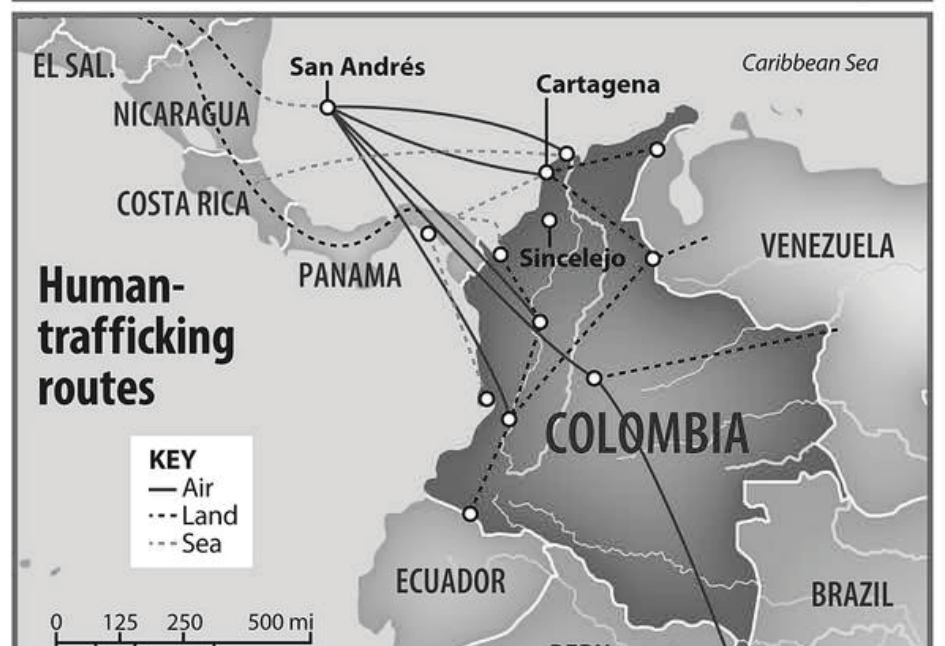 EL SAL.
San Andrés
Caribbean Sea
Cartagena
NICARAGUA
COSTA RICA
Sincelejo
VENEZUELA
PANAMA
Human-
trafficking
routes
COLOMBIA
KEY
Air
Land
Sea
ECUADOR
BRAZIL
0 125 250 500 mi